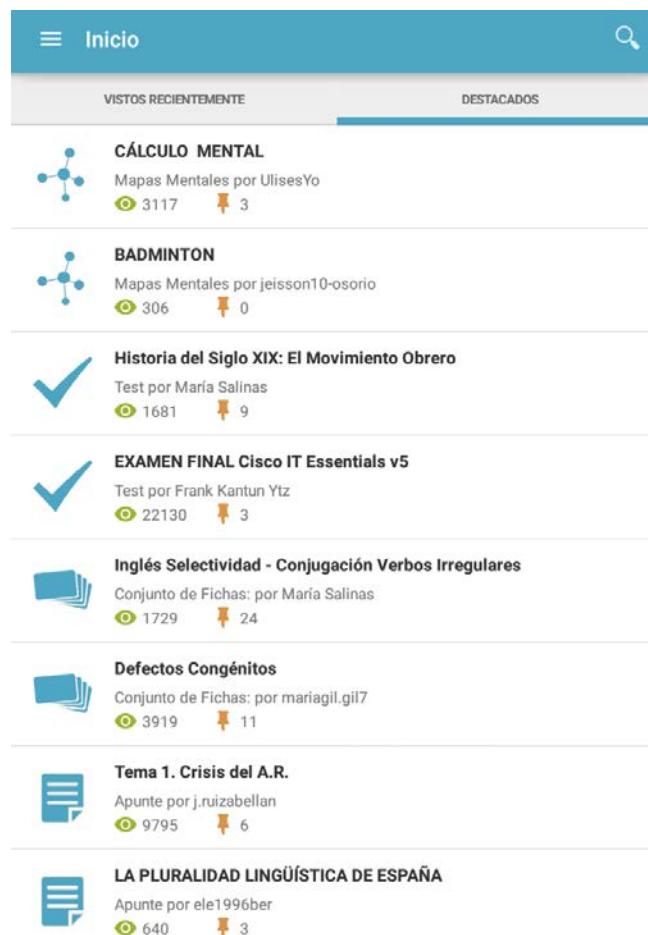 Inicio
VISTOS RECIENTEMENTE DESTACADOS
CÁLCULO MENTAL
Mapas Mentales por UlisesYo
3117 3
BADMINTON
Mapas Mentales por jeisson10-osorio
306 0
Historia del Siglo XIX: El Movimiento Obrero
Test por María Salinas
1681 9
EXAMEN FINAL Cisco IT Essentials v5
Test por Frank Kantun Ytz
22130 3
Inglés Selectividad - Conjugación Verbos Irregulares
Conjunto de Fichas: por María Salinas
1729 24
Defectos Congénitos
Conjunto de Fichas: por mariagil.gil7
3919 11
Tema 1. Crisis del A.R.
Apunte por j.ruizabellan
9795 6
LA PLURALIDAD LINGÜÍSTICA DE ESPAÑA
Apunte por ele1996ber
640 3